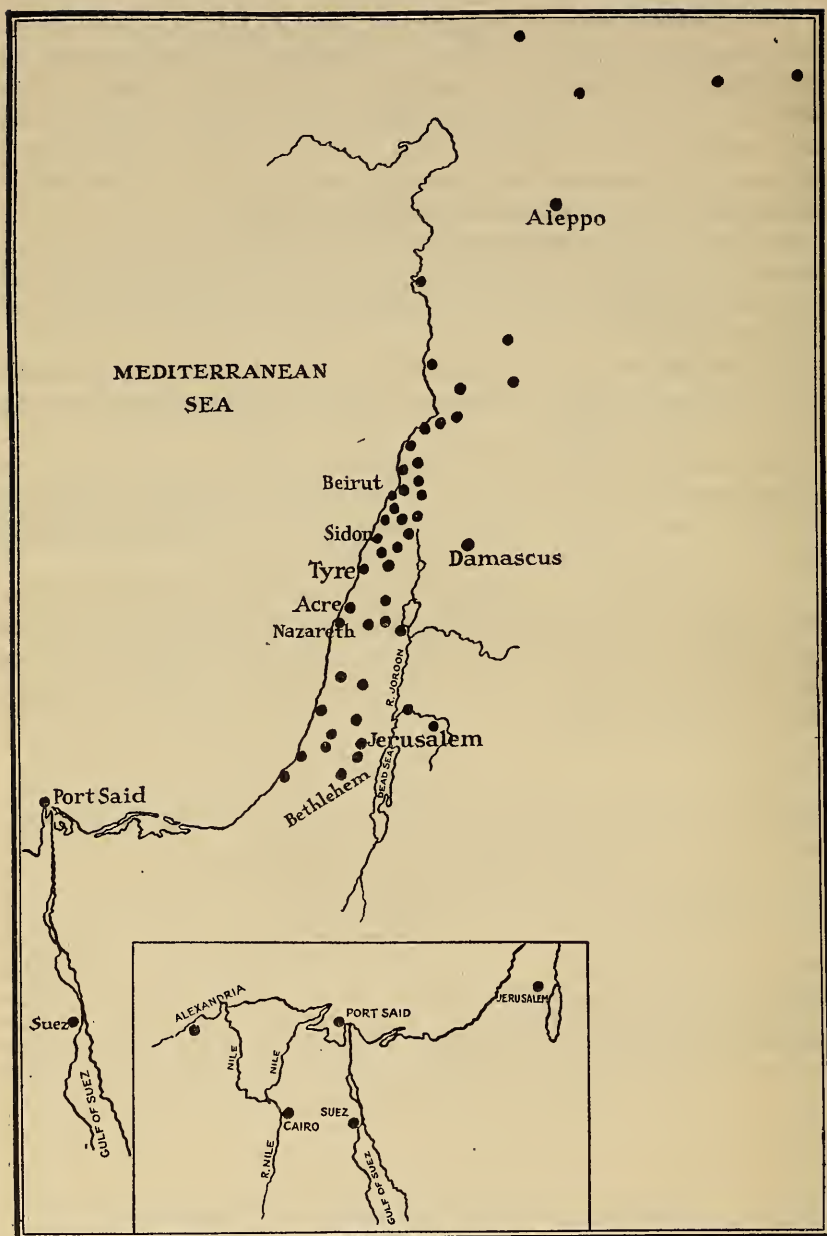 Aleppo
MEDITERRANEAN
SEA
Beirut
Sidon
Damascus
Tyre
Acre
Nazareth
R. JOROON
Jerusalem
DEAD SEA
Bethlehem
Port Said
Suez
GULF OF SUEZ
ALEXANDRIA
PORT SAID
JERUSALEM
NILE
NILE
CAIRO
SUEZ
R. NILE
GULF OF SUEZ